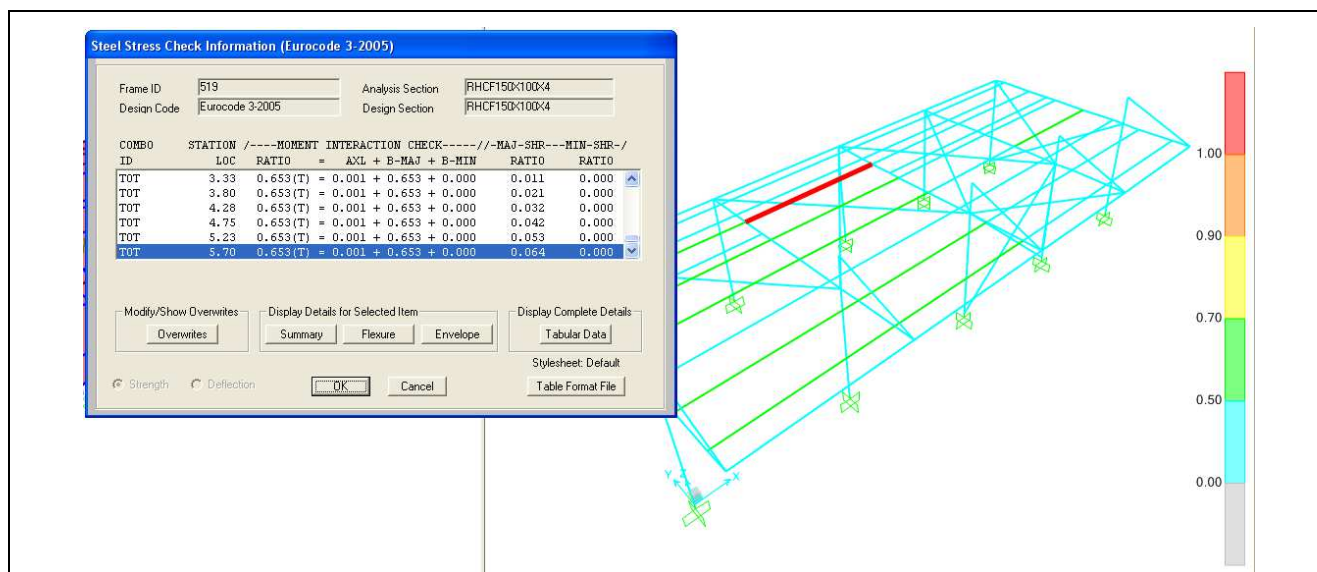 Steel Stress Check Information (Eurocode 3-2005)
Frame ID 519 Analysis Section RHCF150X100X4
Design Code Eurocode 3-2005 Design Section RHCF150X100X4
COMBO STATION /----MOMENT INTERACTION CHECK-----//-MAJ-SHR---MIN-SHR-/
ID LOC RATIO = AXL + B-MAJ + B-MIN RATIO RATIO
TOT 3.33 0.653(T) = 0.001 + 0.653 + 0.000 0.011 0.000
TOT 3.80 0.653(T) = 0.001 + 0.653 + 0.000 0.021 0.000
TOT 4.28 0.653(T) = 0.001 + 0.653 + 0.000 0.032 0.000
TOT 4.75 0.653(T) = 0.001 + 0.653 + 0.000 0.042 0.000
TOT 5.23 0.653(T) = 0.001 + 0.653 + 0.000 0.053 0.000
TOT 5.70 0.653(T) = 0.001 + 0.653 + 0.000 0.064 0.000
Modify/Show Overwrites Display Details for Selected Item Display Complete Details
Overwrites Summary Flexure Envelope Tabular Data
Stylesheet: Default
Strength Deflection OK Cancel Table Format File
1.00
0.90
0.70
0.50
0.00
Y Z X